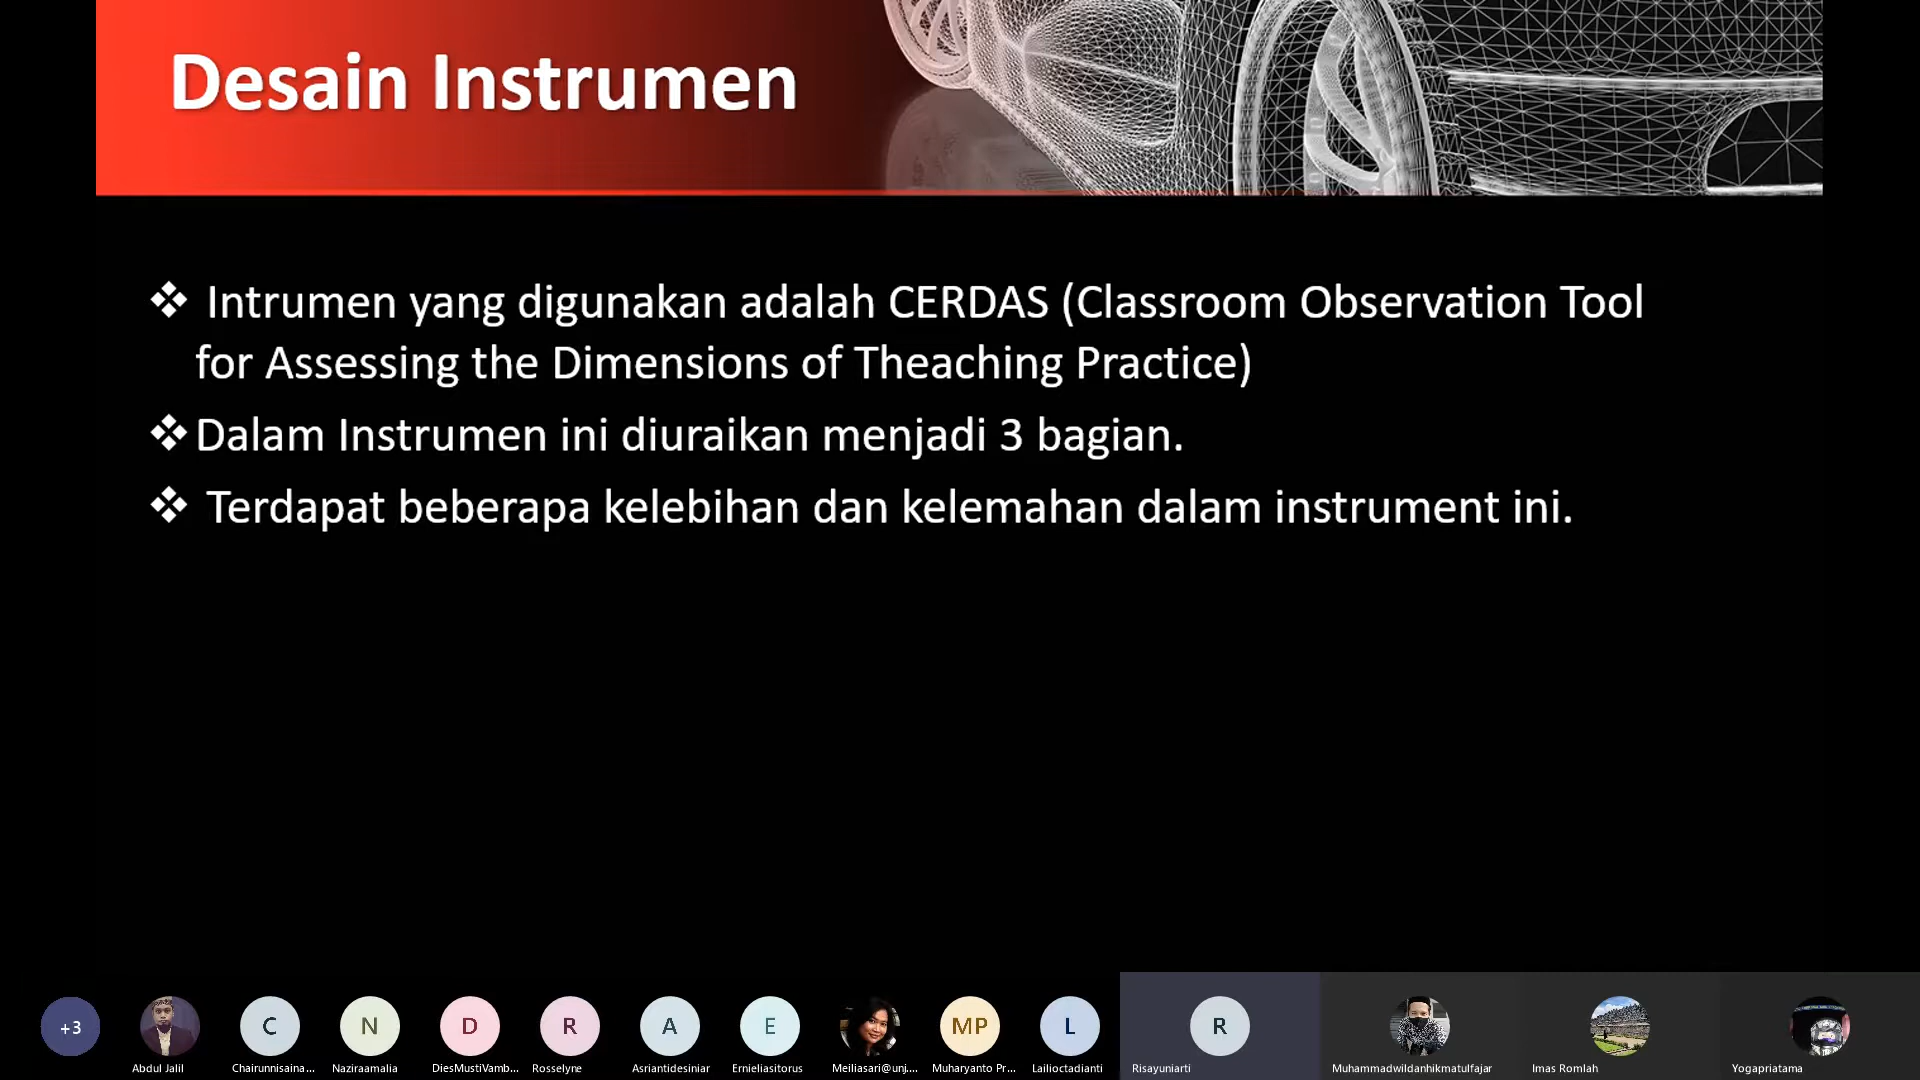 Desain Instrumen
❖ Intrumen yang digunakan adalah CERDAS (Classroom Observation Tool
for Assessing the Dimensions of Theaching Practice)
❖ Dalam Instrumen ini diuraikan menjadi 3 bagian.
❖ Terdapat beberapa kelebihan dan kelemahan dalam instrument ini.
+3 C N D R A E MP L R
Abdul Jalil Chairunnisaina... Naziraamalia DiesMustiVamb... Rosselyne Asriantidesiniar Ernieliasitorus Meiliasari@unj.... Muharyanto Pr... Lailioctadianti Risayuniarti Muhammadwildanhikmatulfajar Imas Romlah Yogapriatama